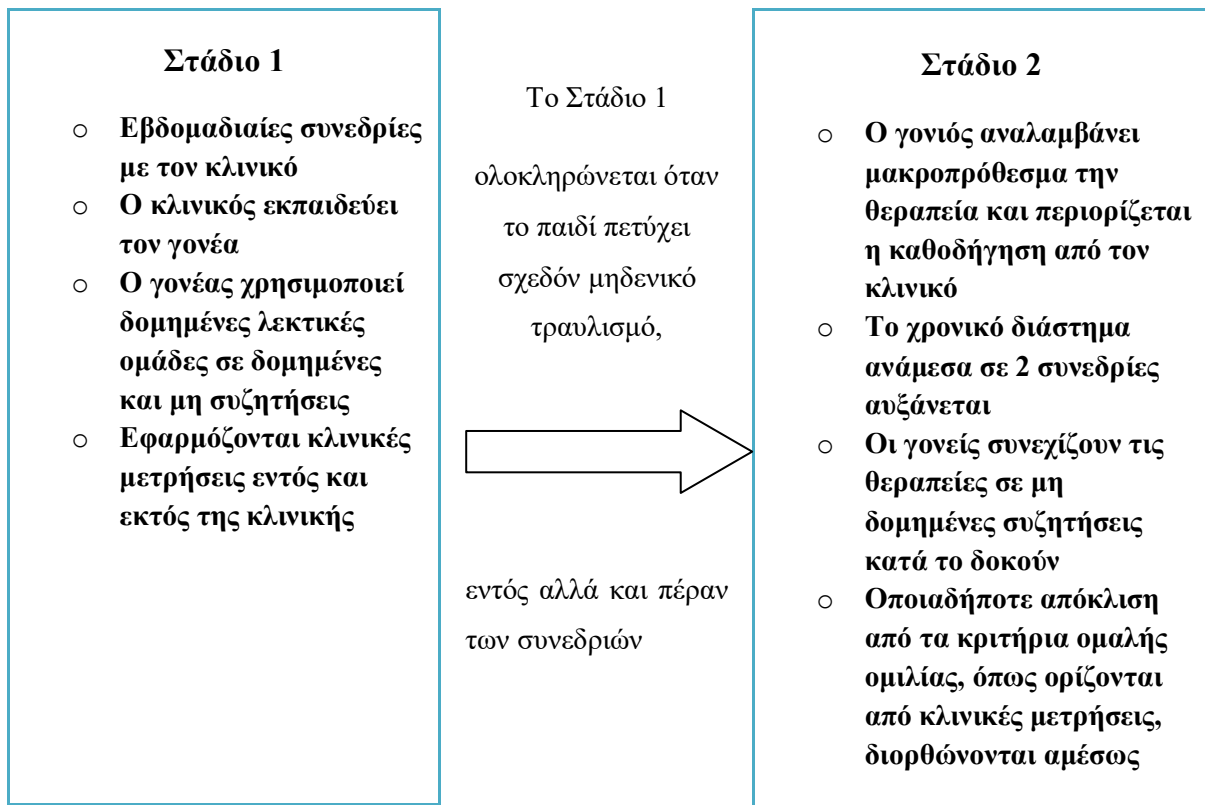 Στάδιο 1
o Εβδομαδιαίες συνεδρίες
με τον κλινικό
o Ο κλινικός εκπαιδεύει
τον γονέα
o Ο γονέας χρησιμοποιεί
δομημένες λεκτικές
ομάδες σε δομημένες
και μη συζητήσεις
o Εφαρμόζονται κλινικές
μετρήσεις εντός και
εκτός της κλινικής
Το Στάδιο 1
ολοκληρώνεται όταν
το παιδί πετύχει
σχεδόν μηδενικό
τραυλισμό,
εντός αλλά και πέραν
των συνεδριών
Στάδιο 2
o Ο γονιός αναλαμβάνει
μακροπρόθεσμα την
θεραπεία και περιορίζεται
η καθοδήγηση από τον
κλινικό
o Το χρονικό διάστημα
ανάμεσα σε 2 συνεδρίες
αυξάνεται
o Οι γονείς συνεχίζουν τις
θεραπείες σε μη
δομημένες συζητήσεις
κατά το δοκούν
o Οποιαδήποτε απόκλιση
από τα κριτήρια ομαλής
ομιλίας, όπως ορίζονται
από κλινικές μετρήσεις,
διορθώνονται αμέσως